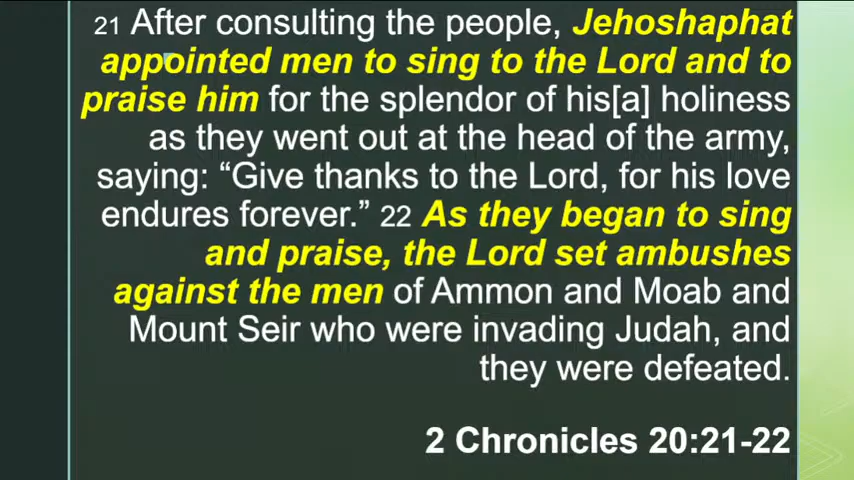 21 After consulting the people, Jehoshaphat
appointed men to sing to the Lord and to
praise him for the splendor of his[a] holiness
as they went out at the head of the army,
saying: “Give thanks to the Lord, for his love
endures forever.” 22 As they began to sing
and praise, the Lord set ambushes
against the men of Ammon and Moab and
Mount Seir who were invading Judah, and
they were defeated.
2 Chronicles 20:21-22